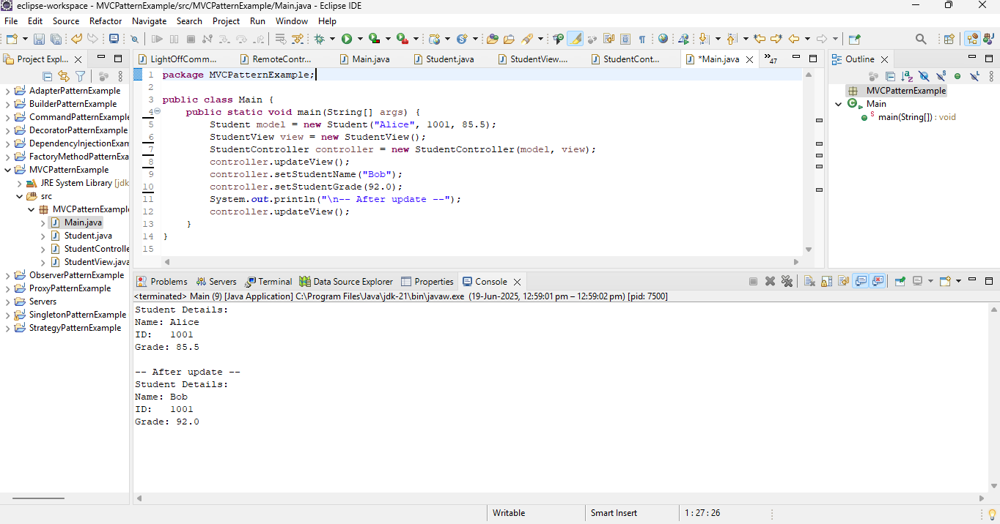 eclipse-workspace - MVCPatternExample/src/MVCPatternExample/Main.java - Eclipse IDE
File Edit Source Refactor Navigate Search Project Run Window Help
Project Expl...
AdapterPatternExample
BuilderPatternExample
CommandPatternExample
DecoratorPatternExample
DependencyInjectionExam
FactoryMethodPatternExa
MVCPatternExample
JRE System Library [jdk
src
MVCPatternExampl
Main.java
Student.java
StudentControlle
StudentView.java
ObserverPatternExample
ProxyPatternExample
Servers
SingletonPatternExample
StrategyPatternExample
LightOffComm... RemoteContr... Main.java Student.java StudentView.... StudentCont... *Main.java »47
1 package MVCPatternExample;
2
3 public class Main {
4 public static void main(String[] args) {
5 Student model = new Student("Alice", 1001, 85.5);
6 StudentView view = new StudentView();
7 StudentController controller = new StudentController(model, view);
8 controller.updateView();
9 controller.setStudentName("Bob");
10 controller.setStudentGrade(92.0);
11 System.out.println("\n-- After update --");
12 controller.updateView();
13 }
14 }
15
Outline
MVCPatternExample
Main
main(String[]) : void
Problems Servers Terminal Data Source Explorer Properties Console
<terminated> Main (9) [Java Application] C:\Program Files\Java\jdk-21\bin\javaw.exe (19-Jun-2025, 12:59:01 pm – 12:59:02 pm) [pid: 7500]
Student Details:
Name: Alice
ID: 1001
Grade: 85.5
-- After update --
Student Details:
Name: Bob
ID: 1001
Grade: 92.0
Writable Smart Insert 1 : 27 : 26